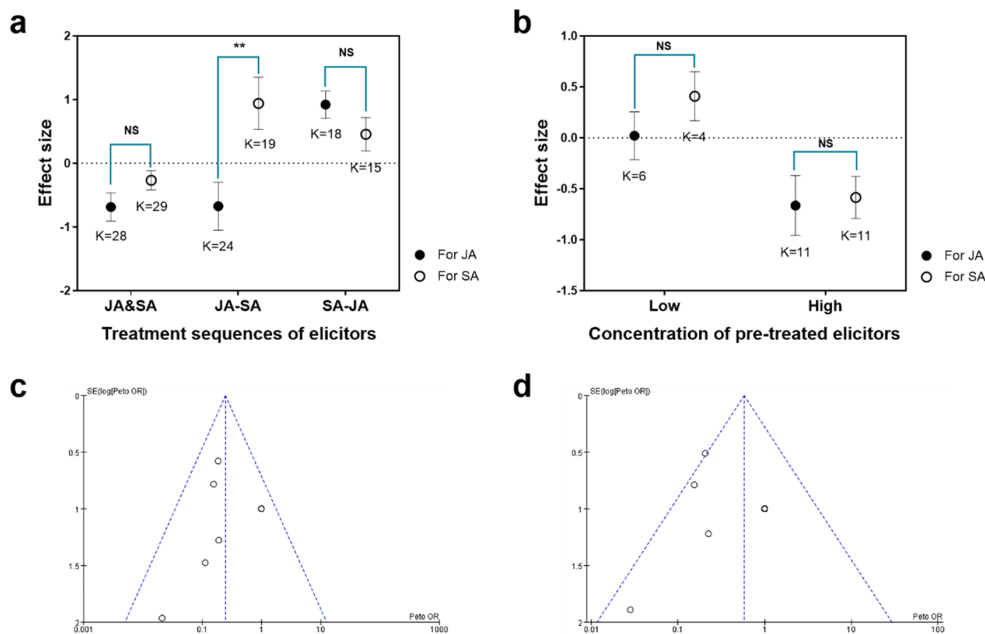 a
2
1
0
-1
-2
Effect size
NS
**
NS
K=28
K=29
K=24
K=19
K=18
K=15
For JA
For SA
JA&SA
JA-SA
SA-JA
Treatment sequences of elicitors
b
1.0
0.5
0.0
-0.5
-1.0
-1.5
Effect size
NS
NS
K=6
K=4
K=11
K=11
For JA
For SA
Low
High
Concentration of pre-treated elicitors
c
SE(log[Peto OR])
0
0.5
1
1.5
2
0.001
0.1
1
10
1000
Peto OR
d
SE(log[Peto OR])
0
0.5
1
1.5
2
0.01
0.1
1
10
100
Peto OR